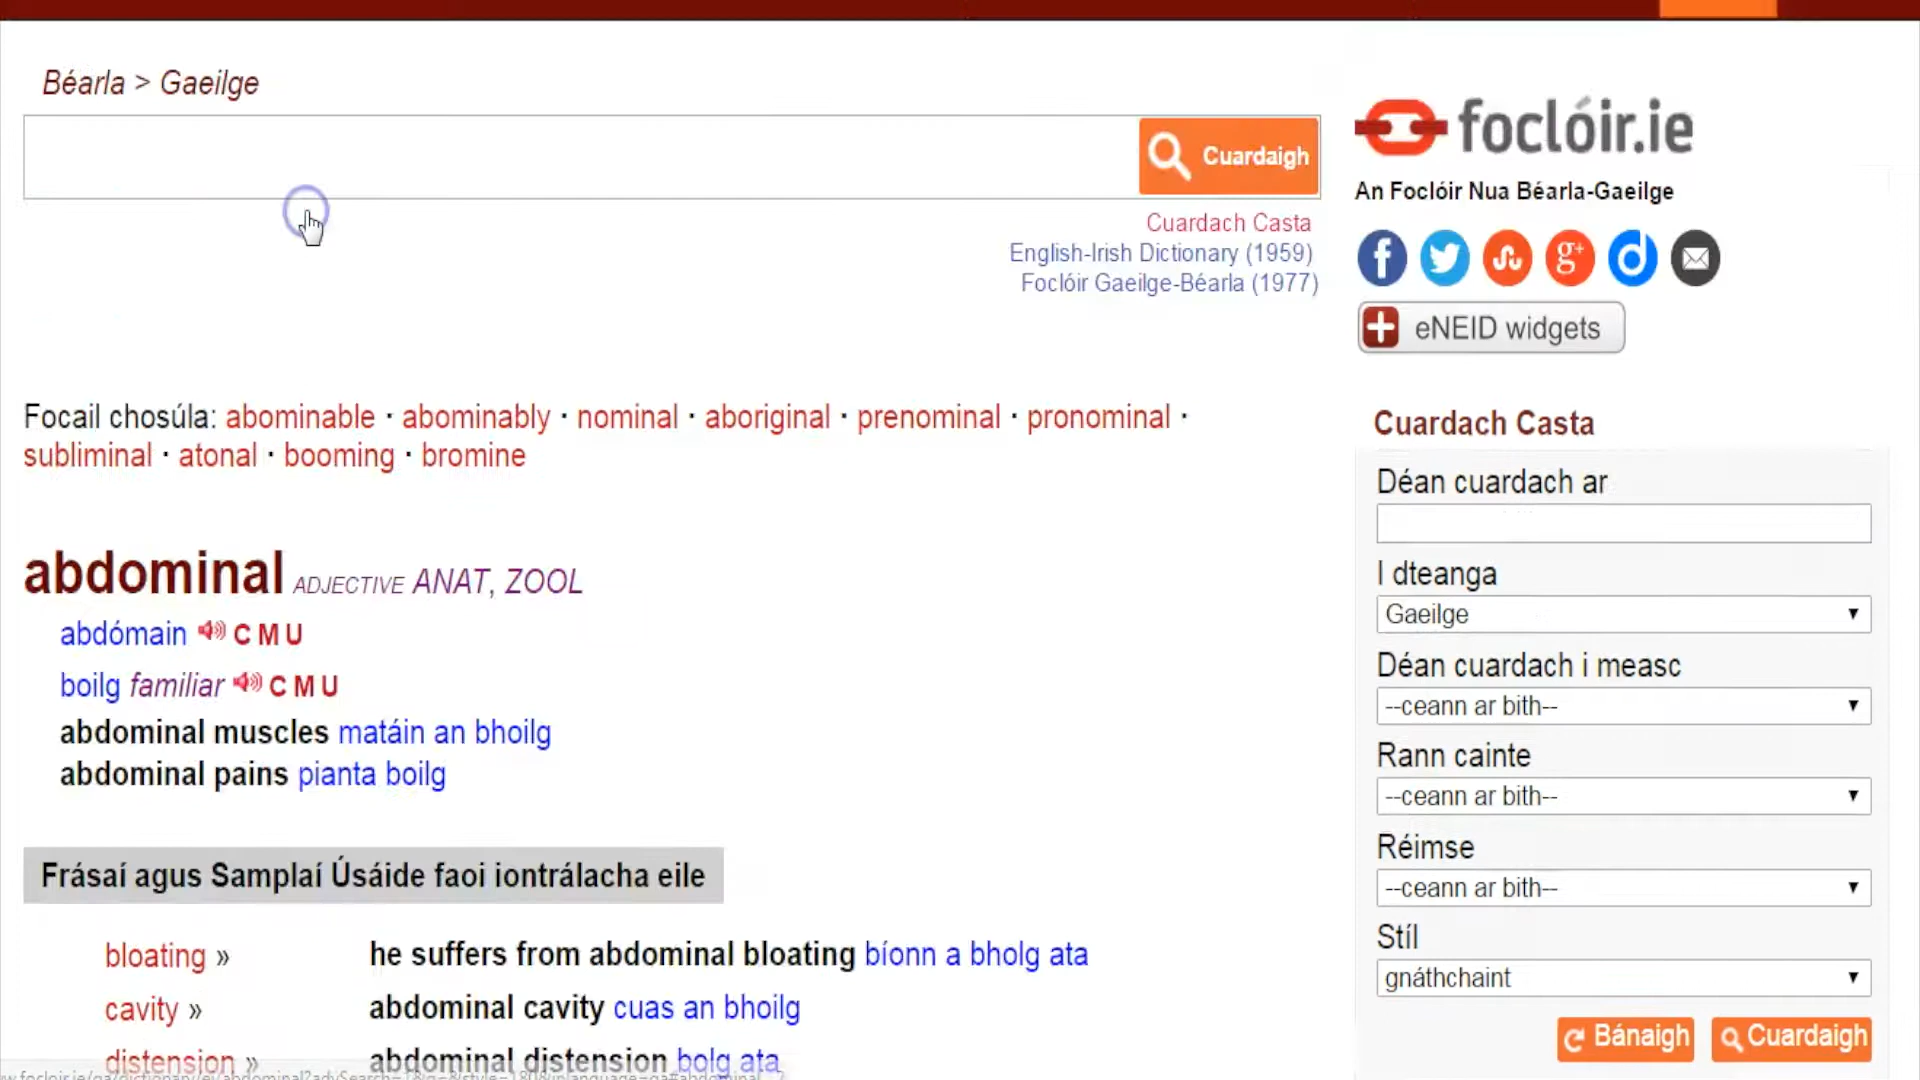 Béarla > Gaeilge
Cuardaigh
Cuardach Casta
English-Irish Dictionary (1959)
Foclóir Gaeilge-Béarla (1977)
Focail chosúla: abominable · abominably · nominal · aboriginal · prenominal · pronominal ·
subliminal · atonal · booming · bromine
abdominal ADJECTIVE ANAT, ZOOL
abdómain C M U
boilg familiar C M U
abdominal muscles matáin an bhoilg
abdominal pains pianta boilg
Frásaí agus Samplaí Úsáide faoi iontrálacha eile
bloating » he suffers from abdominal bloating bíonn a bholg ata
cavity » abdominal cavity cuas an bhoilg
distension » abdominal distension bolg ata
foclóir.ie
An Foclóir Nua Béarla-Gaeilge
eNEID widgets
Cuardach Casta
Déan cuardach ar
I dteanga
Gaeilge
Déan cuardach i measc
--ceann ar bith--
Rann cainte
--ceann ar bith--
Réimse
--ceann ar bith--
Stíl
gnáthchaint
Bánaigh Cuardaigh